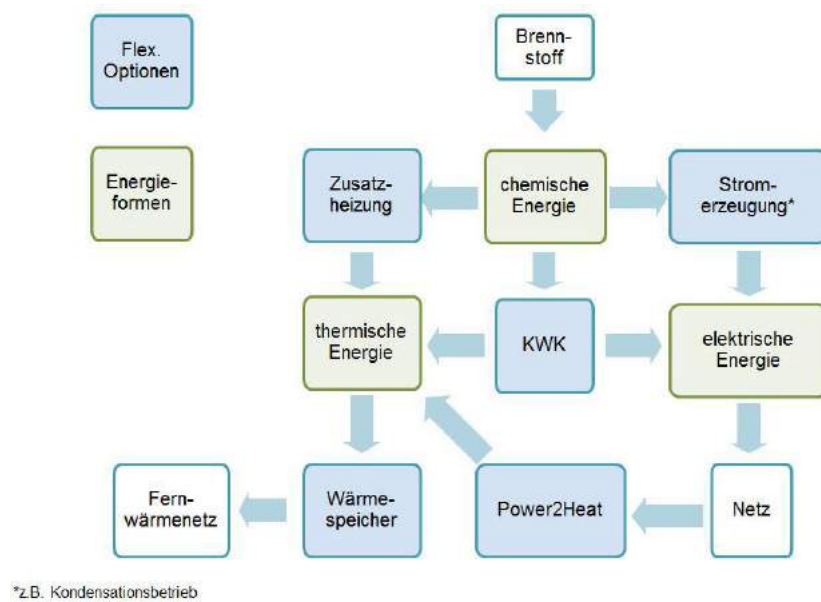 Flex.
Optionen
Brenn-
stoff
Energie-
formen
Zusatz-
heizung
chemische
Energie
Strom-
erzeugung*
thermische
Energie
KWK
elektrische
Energie
Fern-
wärmenetz
Wärme-
speicher
Power2Heat
Netz
*z.B. Kondensationsbetrieb